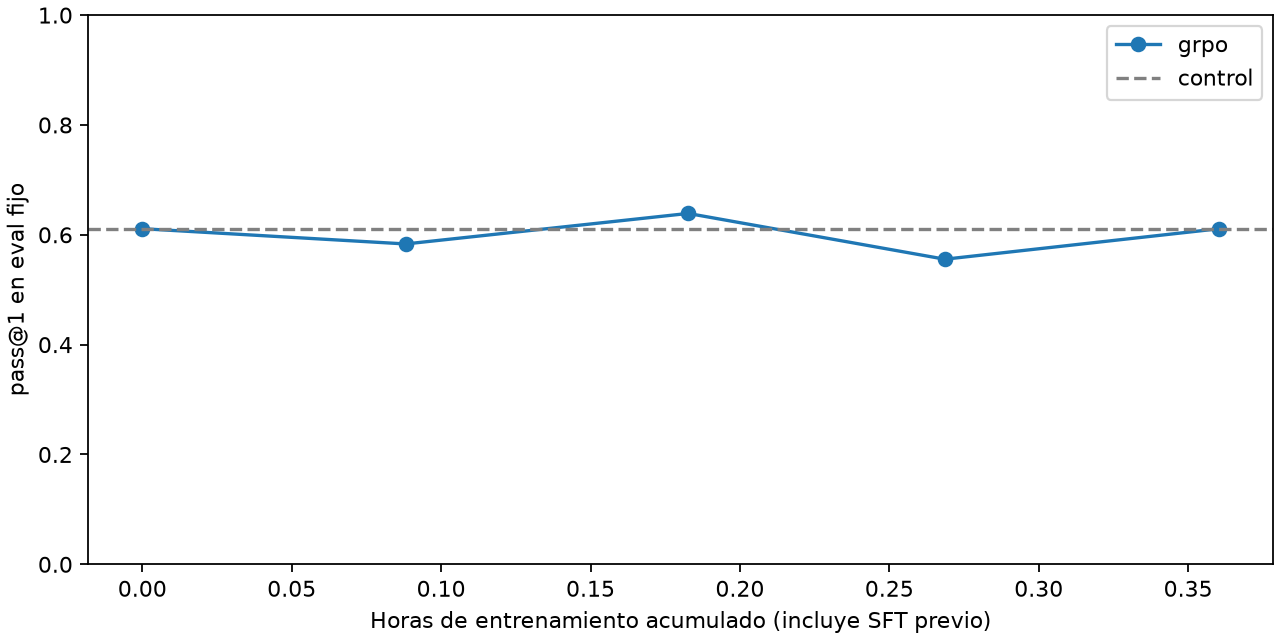 1.0
0.8
0.6
0.4
0.2
0.0
pass@1 en eval fijo
grpo
control
0.00 0.05 0.10 0.15 0.20 0.25 0.30 0.35
Horas de entrenamiento acumulado (incluye SFT previo)